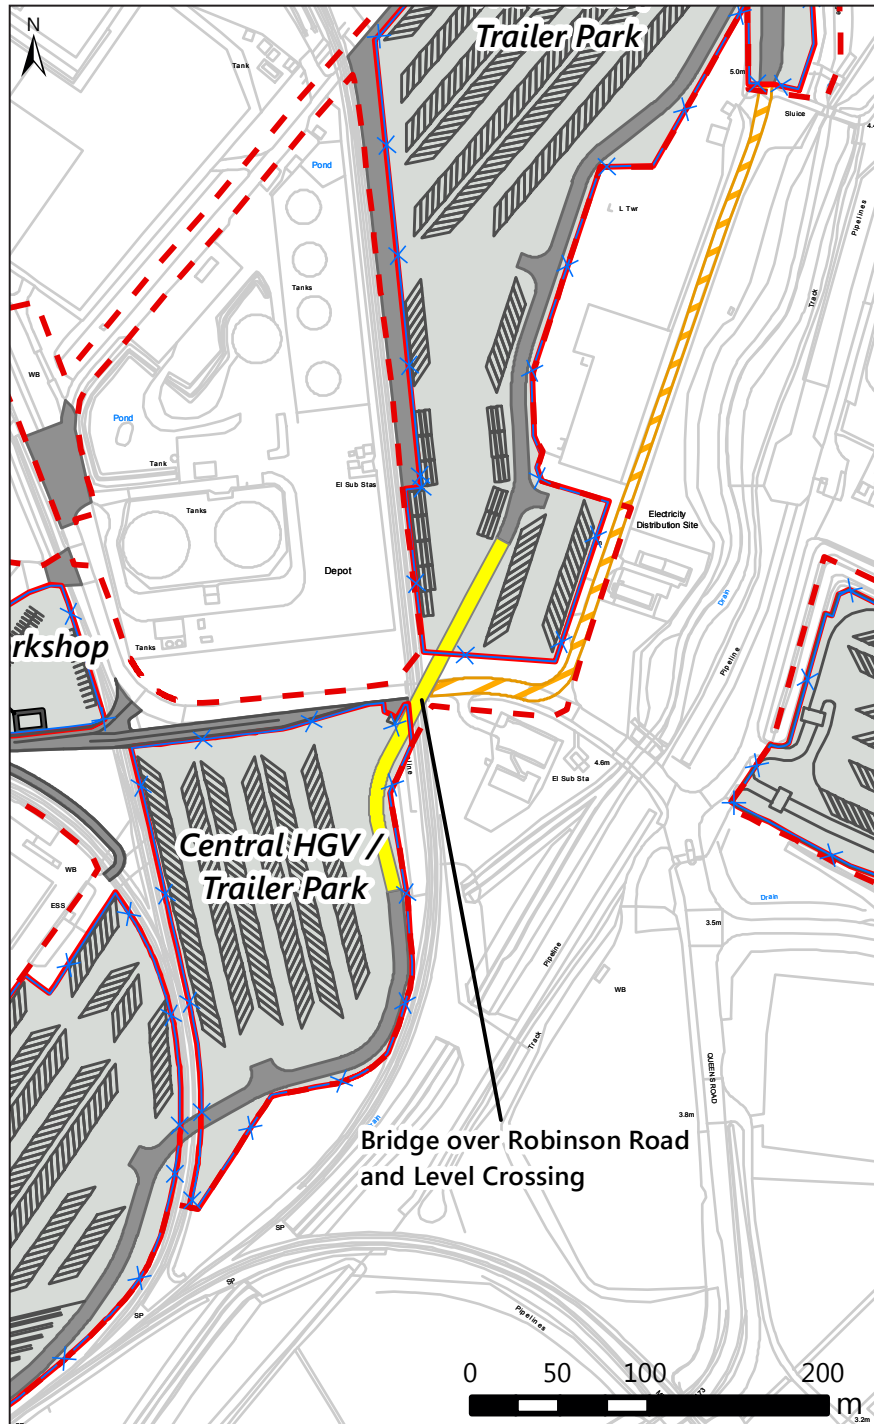 N
Trailer Park
Tank
5.0m
Sluice
Pond
L Twr
Pipelines
Tanks
Track
WB
Pond
Tank
El Sub Stas
Tanks
Electricity
Distribution Site
Depot
Drain
rkshop
Tanks
Pipeline
4.6m
El Sub Sta
Central HGV /
Trailer Park
WB
ESS
Drain
3.5m
Pipeline
WB
Track
QUEENS ROAD
3.8m
Bridge over Robinson Road
and Level Crossing
SP
SP
SP
Pipelines
0 50 100 200
m
3.2m